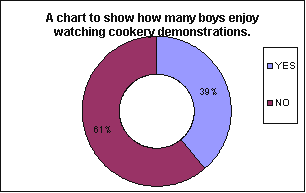 A chart to show how many boys enjoy
watching cookery demonstrations.
YES
39%
NO
61%